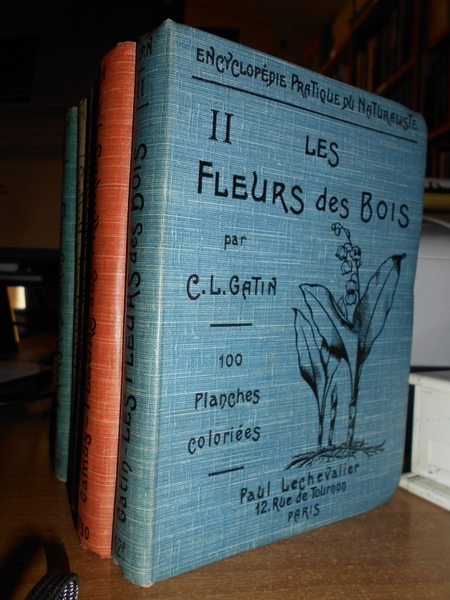 ENCYCLOPÉDIE PRATIQUE DU NATURALISTE
II LES
FLEURS des BOIS
par
C. L. GATIN
100
Planches
coloriées
Paul Lechevalier
12, Rue de Tournon
PARIS
GATIN - LES FLEURS des BOIS
Camus